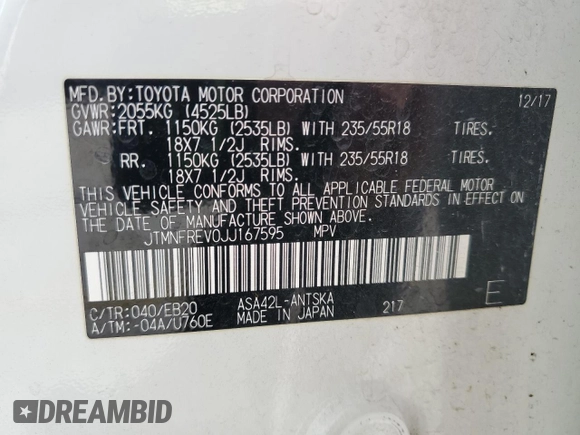 MFD.BY:TOYOTA MOTOR CORPORATION 12/17
GVWR:2055KG (4525LB)
GAWR:FRT. 1150KG (2535LB) WITH 235/55R18 TIRES.
18X7 1/2J RIMS.
RR. 1150KG (2535LB) WITH 235/55R18 TIRES.
18X7 1/2J RIMS.
THIS VEHICLE CONFORMS TO ALL APPLICABLE FEDERAL MOTOR
VEHICLE SAFETY AND THEFT PREVENTION STANDARDS IN EFFECT ON
THE DATE OF MANUFACTURE SHOWN ABOVE.
JTMNFREV0JJ167595 MPV
C/TR:040/EB20 ASA42L-ANTSKA 217 E
A/TM:-04A/U760E MADE IN JAPAN
DREAMBID